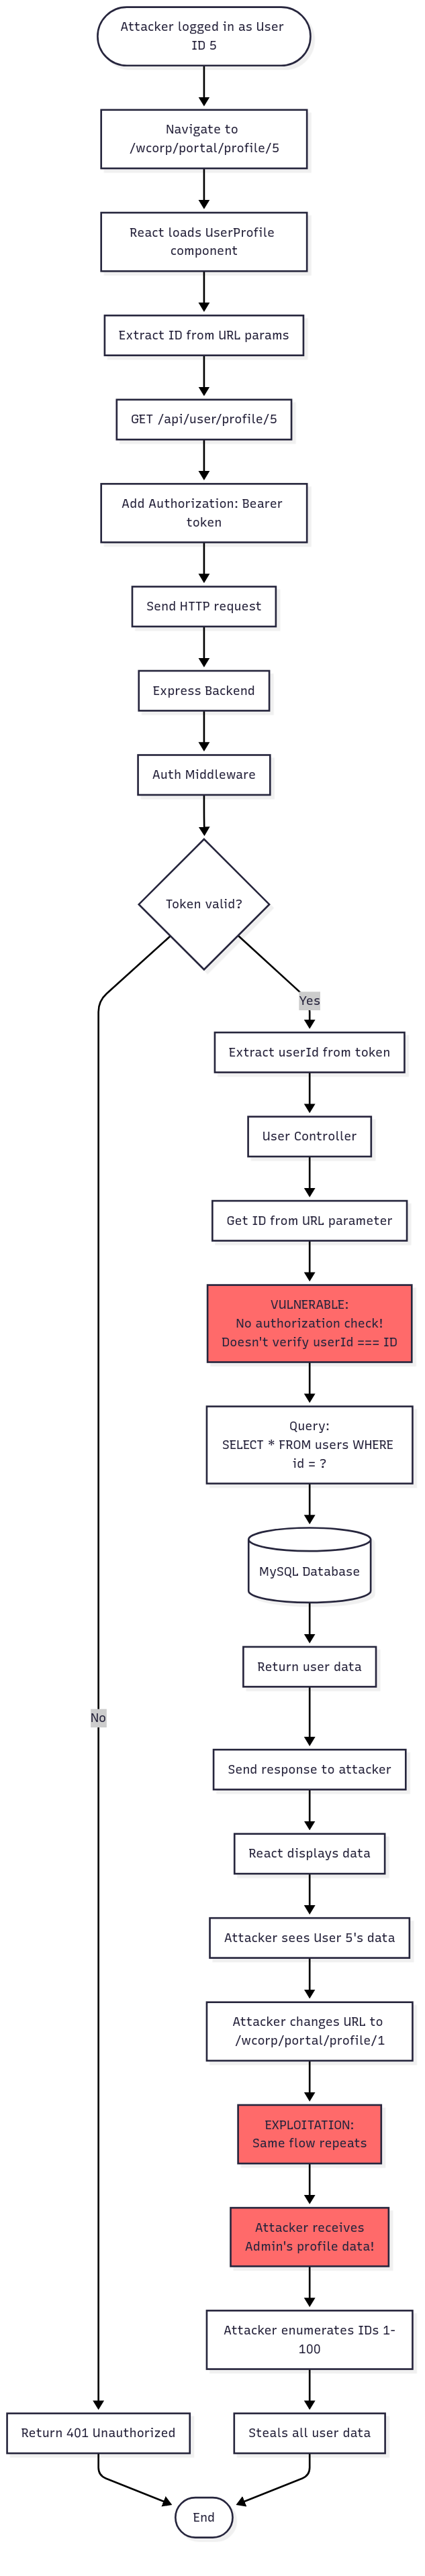 Attacker logged in as User
ID 5
Navigate to
/wcorp/portal/profile/5
React loads UserProfile
component
Extract ID from URL params
GET /api/user/profile/5
Add Authorization: Bearer
token
Send HTTP request
Express Backend
Auth Middleware
Token valid?
Yes
Extract userId from token
User Controller
Get ID from URL parameter
VULNERABLE:
No authorization check!
Doesn't verify userId === ID
Query:
SELECT * FROM users WHERE
id = ?
MySQL Database
Return user data
No
Send response to attacker
React displays data
Attacker sees User 5's data
Attacker changes URL to
/wcorp/portal/profile/1
EXPLOITATION:
Same flow repeats
Attacker receives
Admin's profile data!
Attacker enumerates IDs 1-
100
Return 401 Unauthorized
Steals all user data
End